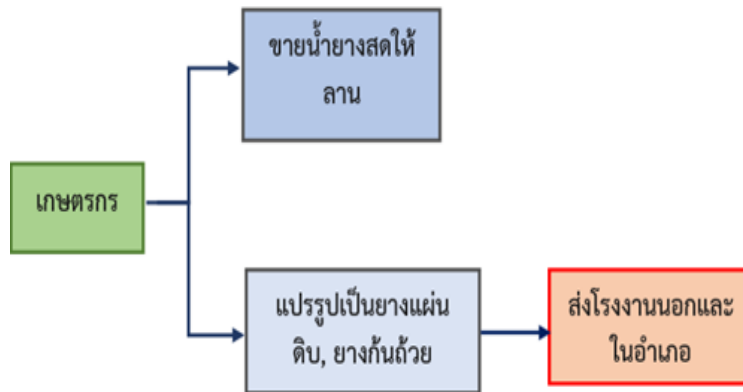 ขายน้ำยางสดให้
ลาน
เกษตรกร
แปรรูปเป็นยางแผ่น
ดิบ, ยางก้นถ้วย
ส่งโรงงานนอกและ
ในอำเภอ